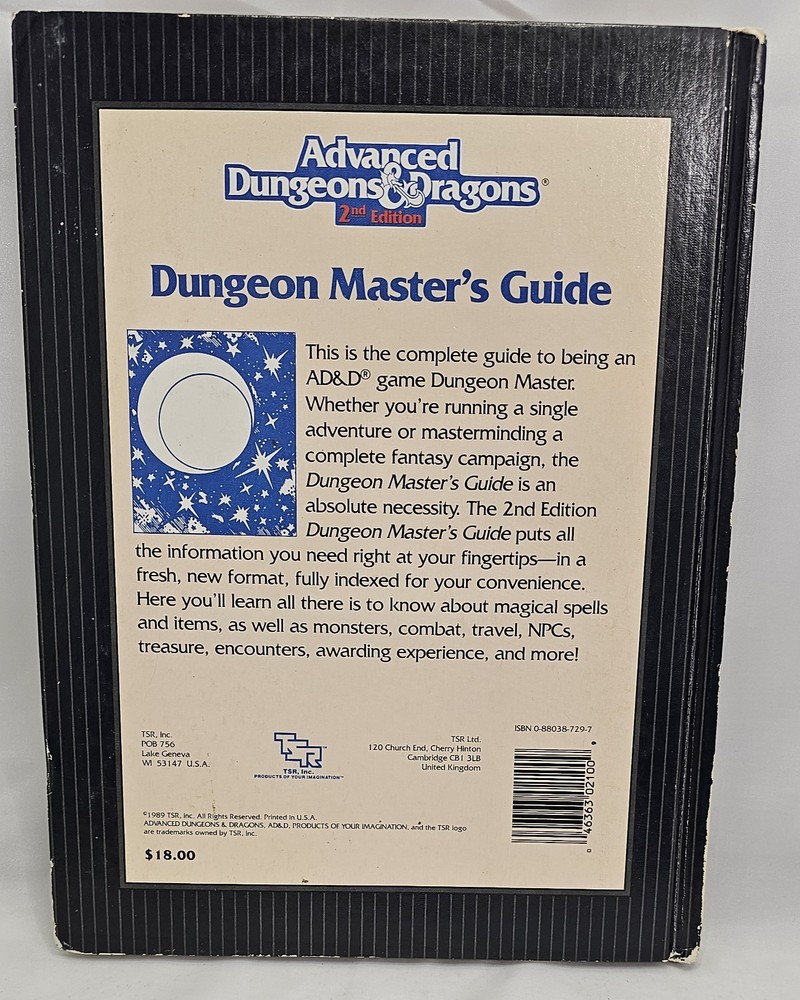 Advanced
Dungeons & Dragons®
2nd Edition
Dungeon Master's Guide
This is the complete guide to being an
AD&D® game Dungeon Master.
Whether you're running a single
adventure or masterminding a
complete fantasy campaign, the
Dungeon Master's Guide is an
absolute necessity. The 2nd Edition
Dungeon Master's Guide puts all
the information you need right at your fingertips—in a
fresh, new format, fully indexed for your convenience.
Here you'll learn all there is to know about magical spells
and items, as well as monsters, combat, travel, NPCs,
treasure, encounters, awarding experience, and more!
TSR, Inc.
POB 756
Lake Geneva
WI 53147 U.S.A.
TSR
TSR, Inc.
PRODUCTS OF YOUR IMAGINATION™
TSR Ltd.
120 Church End, Cherry Hinton
Cambridge CB1 3LB
United Kingdom
ISBN 0-88038-729-7
0 46363 02100 9
©1989 TSR, Inc. All Rights Reserved. Printed in U.S.A.
ADVANCED DUNGEONS & DRAGONS, AD&D, PRODUCTS OF YOUR IMAGINATION, and the TSR logo
are trademarks owned by TSR, Inc.
$18.00